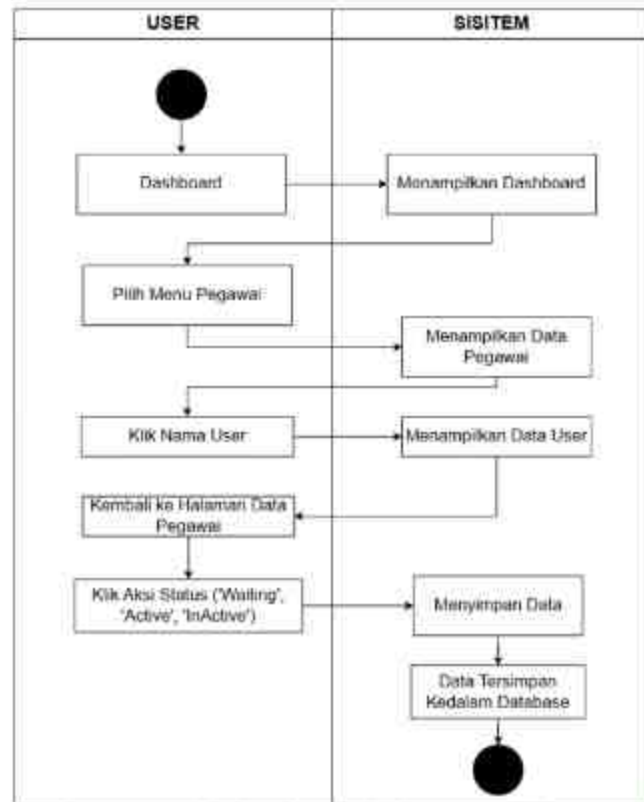 USER
SISITEM
Dashboard
Menampilkan Dashboard
Pilih Menu Pegawai
Menampilkan Data
Pegawai
Klik Nama User
Menampilkan Data User
Kembali ke Halaman Data
Pegawai
Klik Aksi Status ('Waiting',
'Active', 'InActive')
Menyimpan Data
Data Tersimpan
Kedalam Database